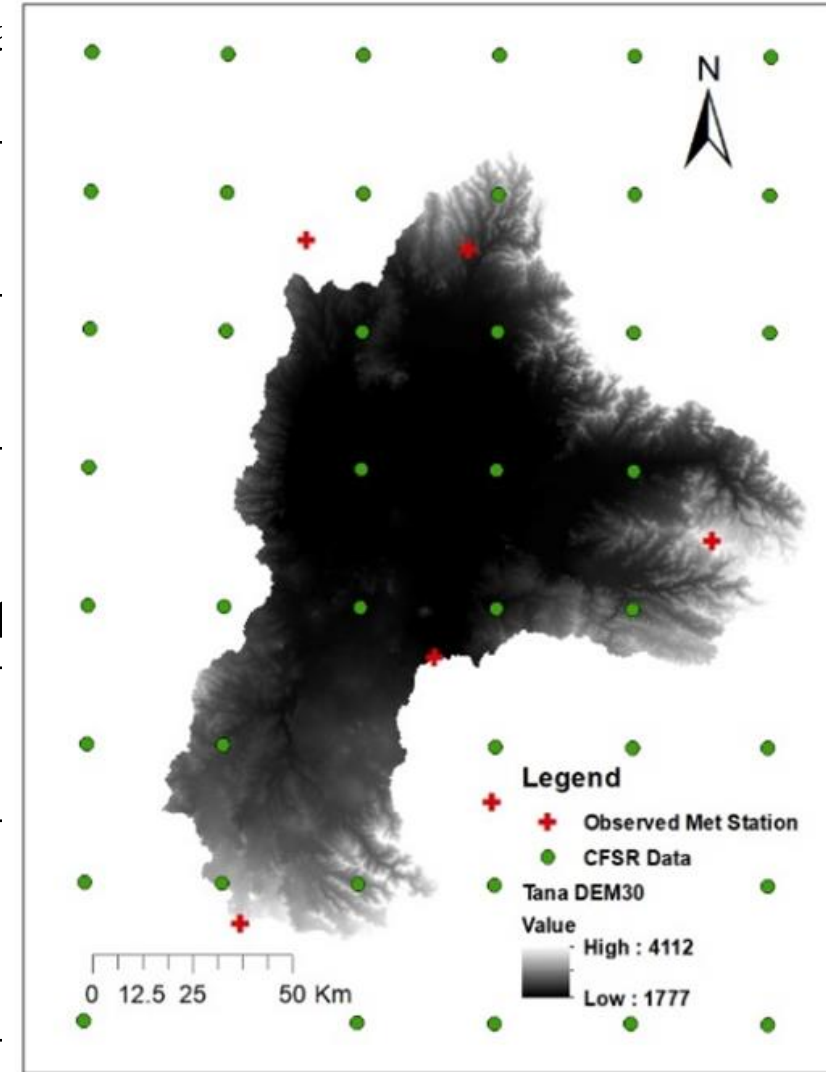 N
Legend
Observed Met Station
CFSR Data
Tana DEM30
Value
High : 4112
Low : 1777
0 12.5 25 50 Km